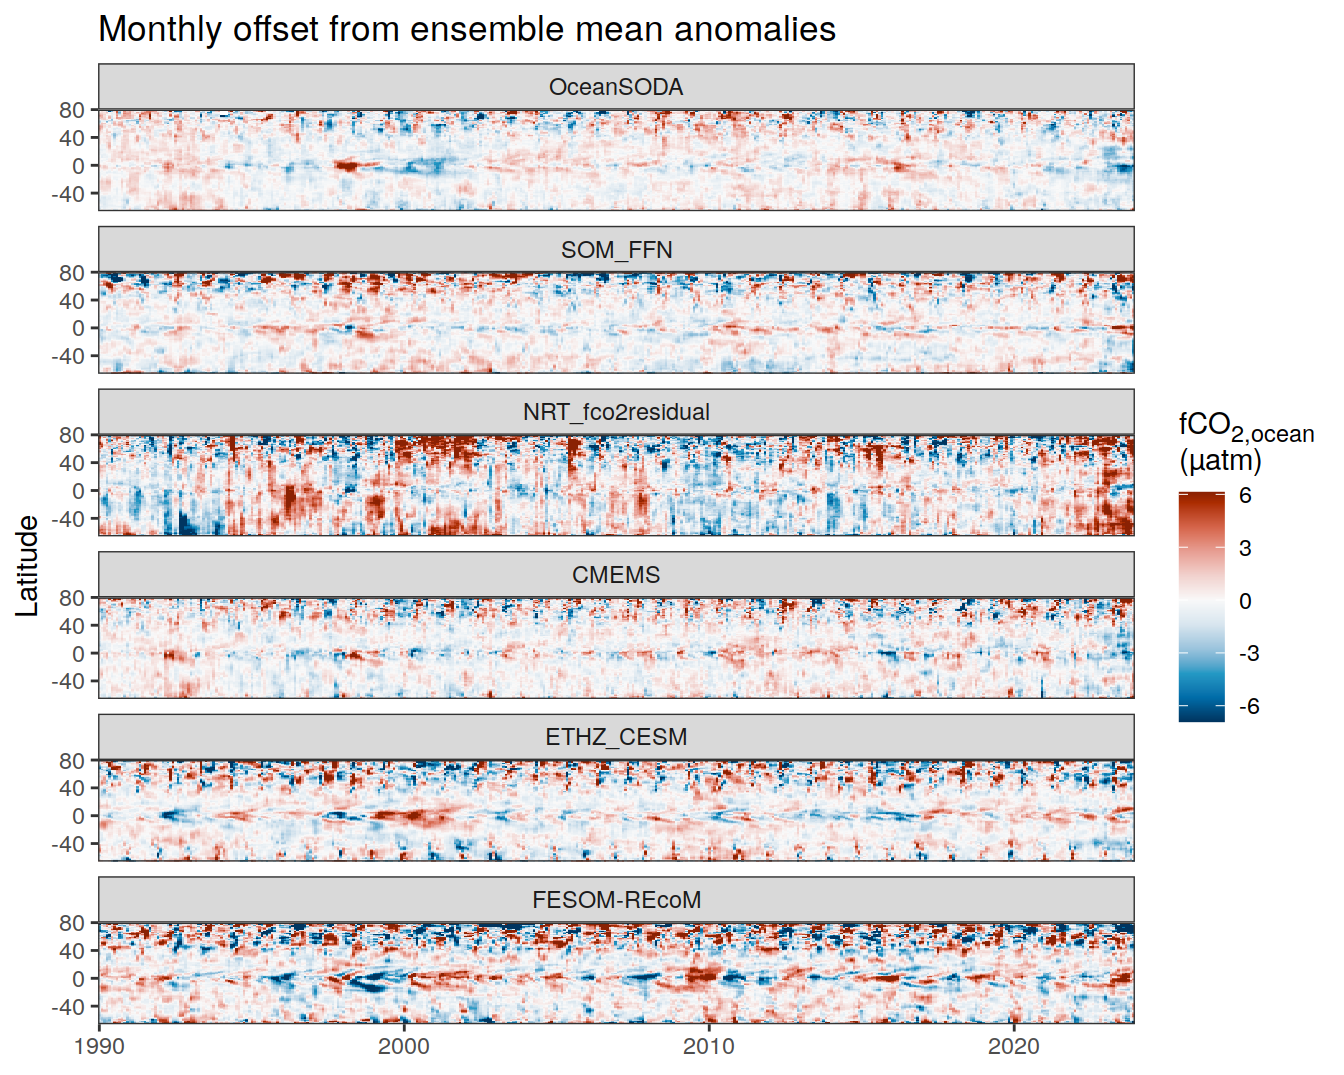 Monthly offset from ensemble mean anomalies
OceanSODA
80
40
0
-40
SOM_FFN
80
40
0
-40
NRT_fco2residual
80
40
0
-40
CMEMS
80
40
0
-40
ETHZ_CESM
80
40
0
-40
FESOM-REcoM
80
40
0
-40
1990 2000 2010 2020
Latitude
fCO2,ocean
(µatm)
6
3
0
-3
-6